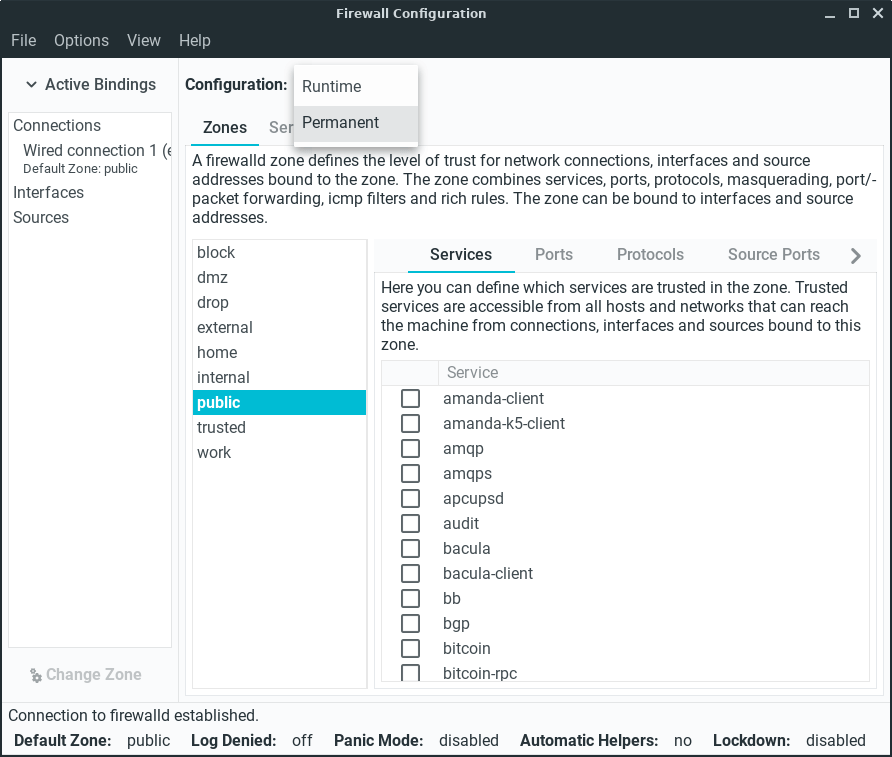 Firewall Configuration
File Options View Help
Active Bindings
Configuration:
Runtime
Permanent
Connections
Wired connection 1 (e
Default Zone: public
Interfaces
Sources
Zones Ser
A firewalld zone defines the level of trust for network connections, interfaces and source
addresses bound to the zone. The zone combines services, ports, protocols, masquerading, port/-
packet forwarding, icmp filters and rich rules. The zone can be bound to interfaces and source
addresses.
block
dmz
drop
external
home
internal
public
trusted
work
Services Ports Protocols Source Ports
Here you can define which services are trusted in the zone. Trusted
services are accessible from all hosts and networks that can reach
the machine from connections, interfaces and sources bound to this
zone.
Service
amanda-client
amanda-k5-client
amqp
amqps
apcupsd
audit
bacula
bacula-client
bb
bgp
bitcoin
bitcoin-rpc
Change Zone
Connection to firewalld established.
Default Zone: public Log Denied: off Panic Mode: disabled Automatic Helpers: no Lockdown: disabled